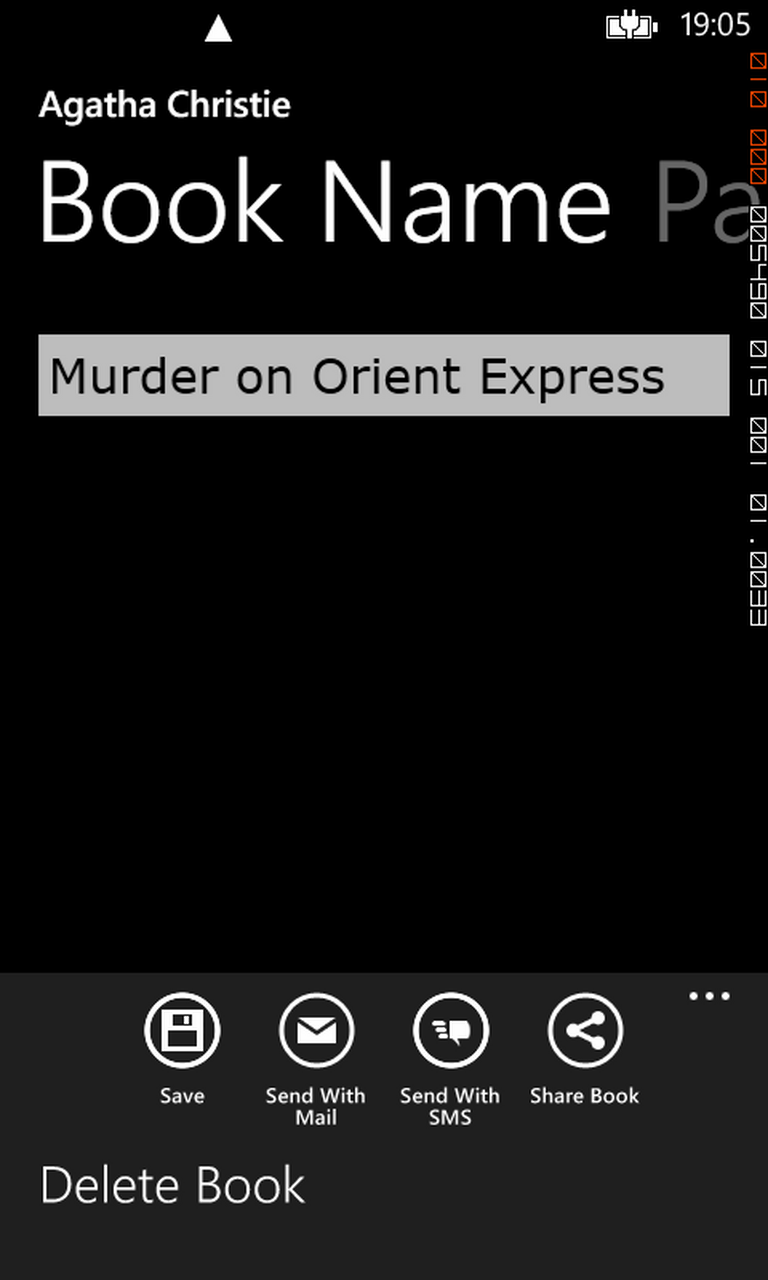 19:05
Agatha Christie
Book Name Pa
Murder on Orient Express
Save
Send With
Mail
Send With
SMS
Share Book
Delete Book